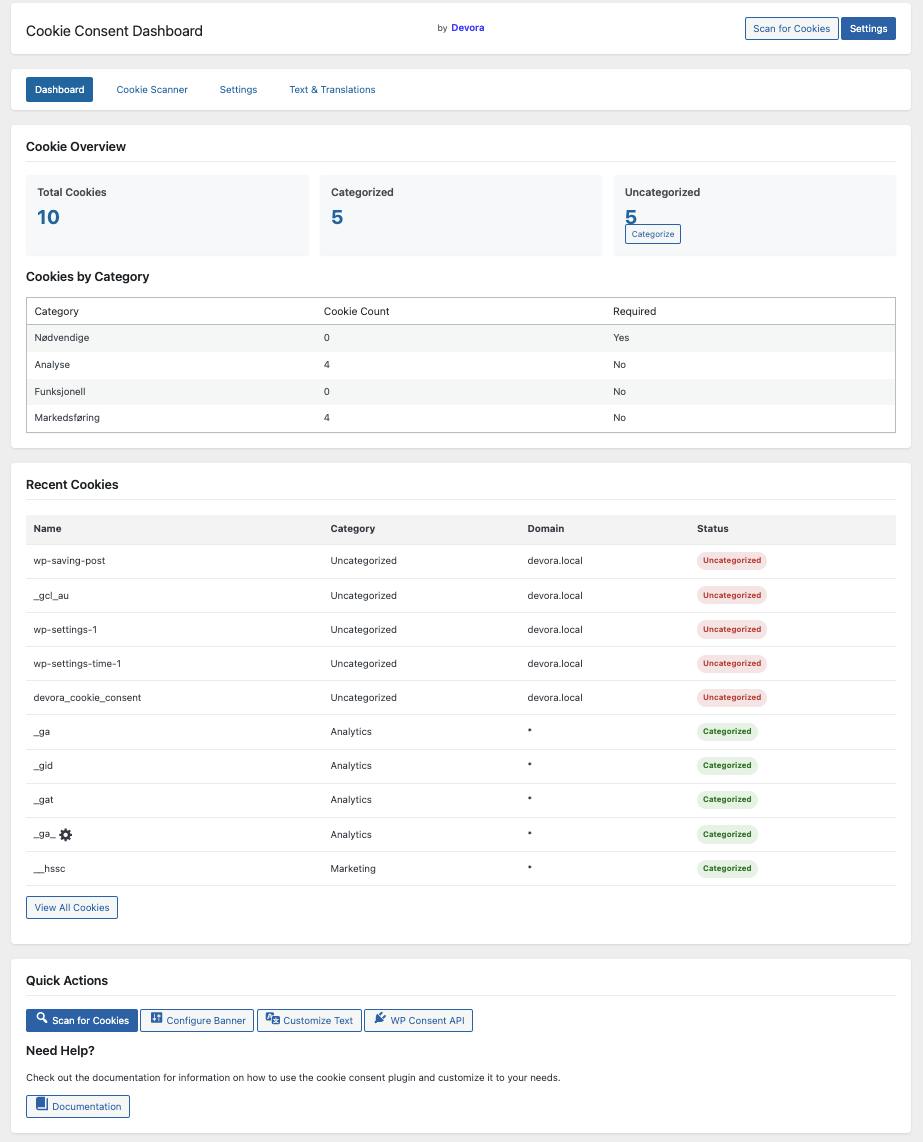 Cookie Consent Dashboard
by Devora
Scan for Cookies Settings
Dashboard Cookie Scanner Settings Text & Translations
Cookie Overview
Total Cookies Categorized Uncategorized
10 5 5
Categorize
Cookies by Category
Category Cookie Count Required
Nødvendige 0 Yes
Analyse 4 No
Funksjonell 0 No
Markedsføring 4 No
Recent Cookies
Name Category Domain Status
wp-saving-post Uncategorized devora.local Uncategorized
_gcl_au Uncategorized devora.local Uncategorized
wp-settings-1 Uncategorized devora.local Uncategorized
wp-settings-time-1 Uncategorized devora.local Uncategorized
devora_cookie_consent Uncategorized devora.local Uncategorized
_ga Analytics * Categorized
_gid Analytics * Categorized
_gat Analytics * Categorized
_ga_ Analytics * Categorized
__hssc Marketing * Categorized
View All Cookies
Quick Actions
Scan for Cookies Configure Banner Customize Text WP Consent API
Need Help?
Check out the documentation for information on how to use the cookie consent plugin and customize it to your needs.
Documentation